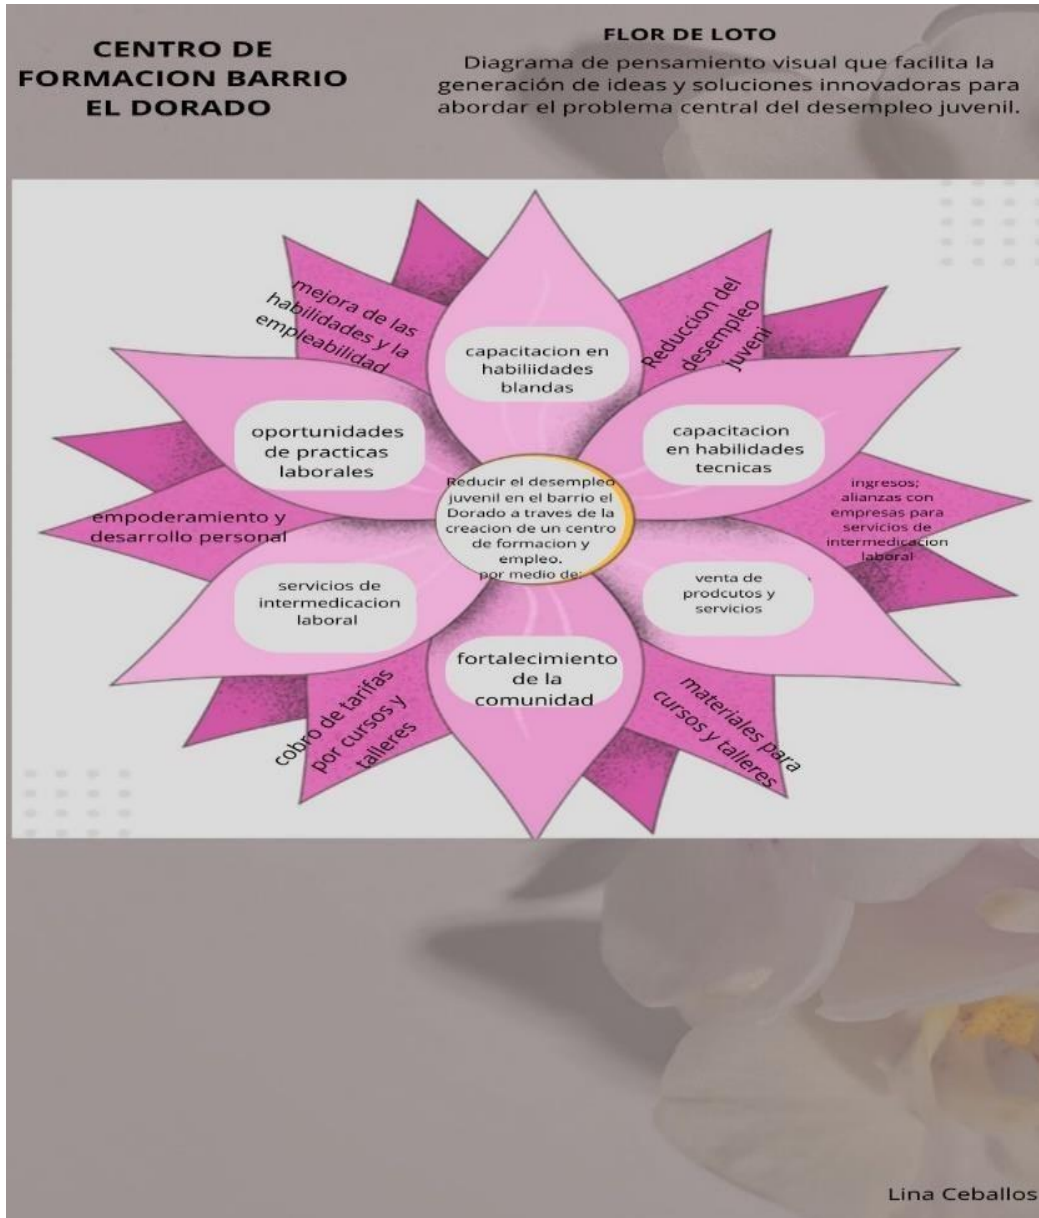 CENTRO DE
FORMACION BARRIO
EL DORADO
FLOR DE LOTO
Diagrama de pensamiento visual que facilita la
generación de ideas y soluciones innovadoras para
abordar el problema central del desempleo juvenil.
mejora de las
habilidades y la
empleabilidad
capacitacion en
habiliidades
blandas
Reduccion del
desempleo
juveni
oportunidades
de practicas
laborales
capacitacion
en habilidades
tecnicas
Reducir el desempleo
juvenil en el barrio el
Dorado a traves de la
creacion de un centro
de formacion y
empleo.
por medio de:
empoderamiento y
desarrollo personal
ingresos;
alianzas con
empresas para
servicios de
intermedicacion
laboral
servicios de
intermedicacion
laboral
venta de
prodcutos y
servicios
fortalecimiento
de la
comunidad
cobro de tarifas
por cursos y
talleres
materiales para
cursos y talleres
Lina Ceballos